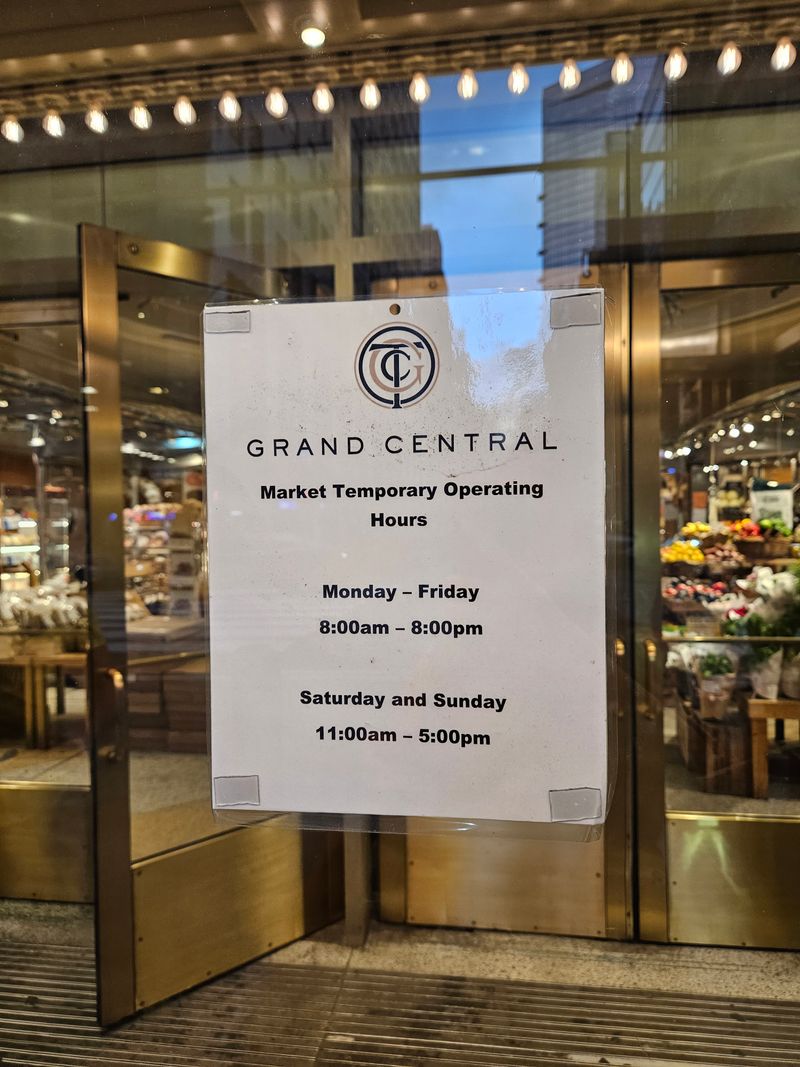 GCT
GRAND CENTRAL
Market Temporary Operating
Hours
Monday – Friday
8:00am – 8:00pm
Saturday and Sunday
11:00am – 5:00pm